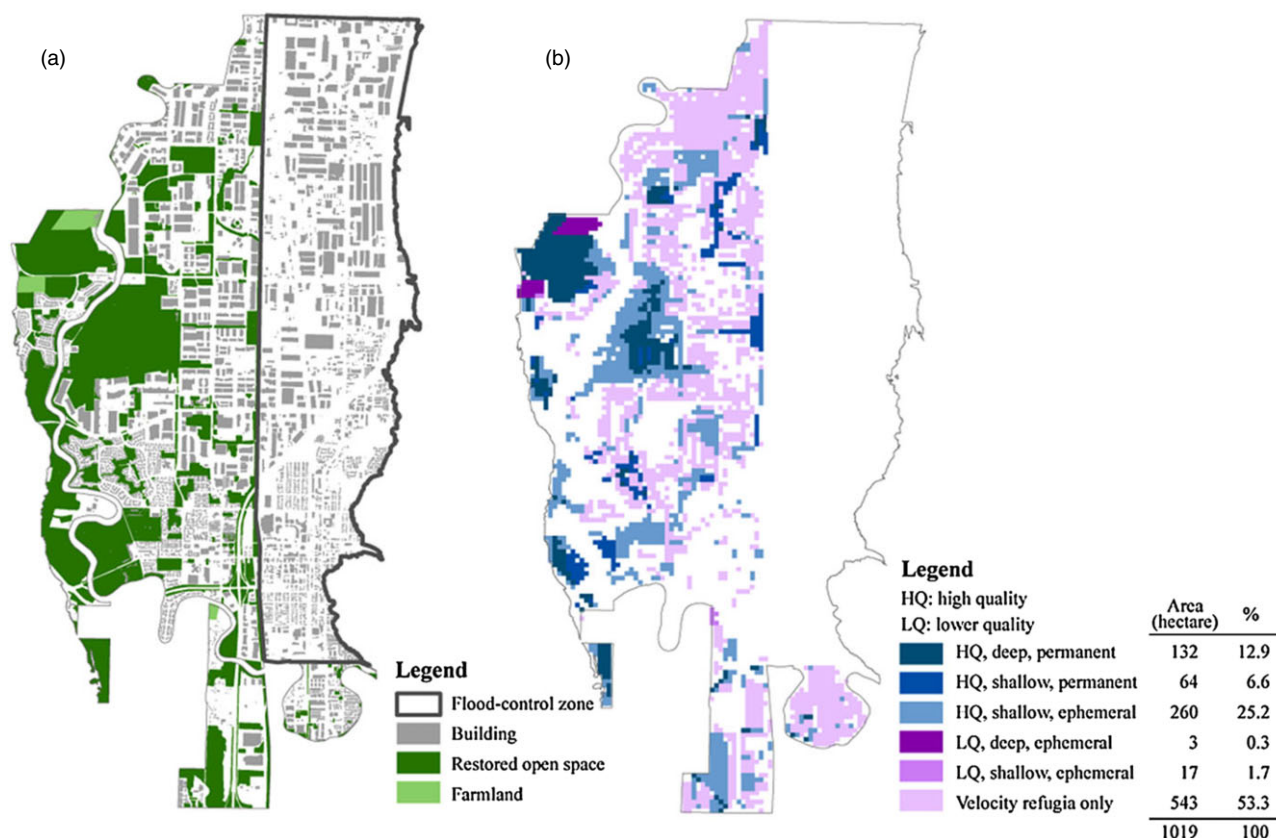 (a)
(b)
Legend
Flood-control zone
Building
Restored open space
Farmland
Legend
HQ: high quality
LQ: lower quality
Area (hectare) %
HQ, deep, permanent 132 12.9
HQ, shallow, permanent 64 6.6
HQ, shallow, ephemeral 260 25.2
LQ, deep, ephemeral 3 0.3
LQ, shallow, ephemeral 17 1.7
Velocity refugia only 543 53.3
1019 100